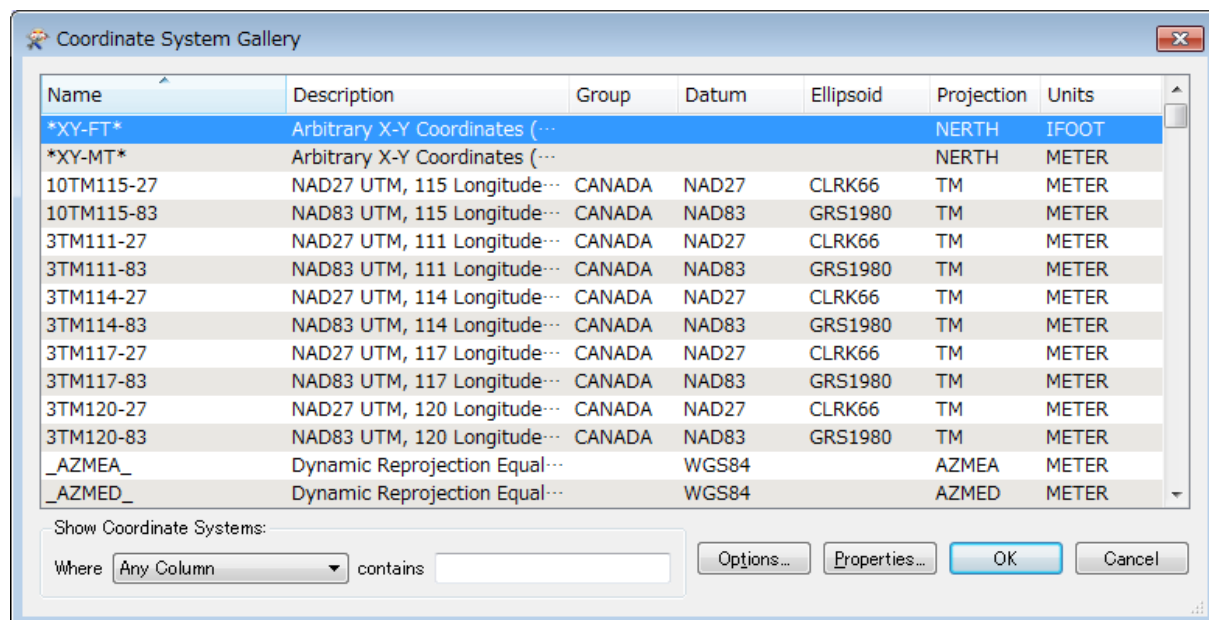 Coordinate System Gallery
Name Description Group Datum Ellipsoid Projection Units
*XY-FT* Arbitrary X-Y Coordinates (··· NERTH IFOOT
*XY-MT* Arbitrary X-Y Coordinates (··· NERTH METER
10TM115-27 NAD27 UTM, 115 Longitude··· CANADA NAD27 CLRK66 TM METER
10TM115-83 NAD83 UTM, 115 Longitude··· CANADA NAD83 GRS1980 TM METER
3TM111-27 NAD27 UTM, 111 Longitude··· CANADA NAD27 CLRK66 TM METER
3TM111-83 NAD83 UTM, 111 Longitude··· CANADA NAD83 GRS1980 TM METER
3TM114-27 NAD27 UTM, 114 Longitude··· CANADA NAD27 CLRK66 TM METER
3TM114-83 NAD83 UTM, 114 Longitude··· CANADA NAD83 GRS1980 TM METER
3TM117-27 NAD27 UTM, 117 Longitude··· CANADA NAD27 CLRK66 TM METER
3TM117-83 NAD83 UTM, 117 Longitude··· CANADA NAD83 GRS1980 TM METER
3TM120-27 NAD27 UTM, 120 Longitude··· CANADA NAD27 CLRK66 TM METER
3TM120-83 NAD83 UTM, 120 Longitude··· CANADA NAD83 GRS1980 TM METER
_AZMEA_ Dynamic Reprojection Equal··· WGS84 AZMEA METER
_AZMED_ Dynamic Reprojection Equal··· WGS84 AZMED METER
Show Coordinate Systems:
Where Any Column contains Options... Properties... OK Cancel